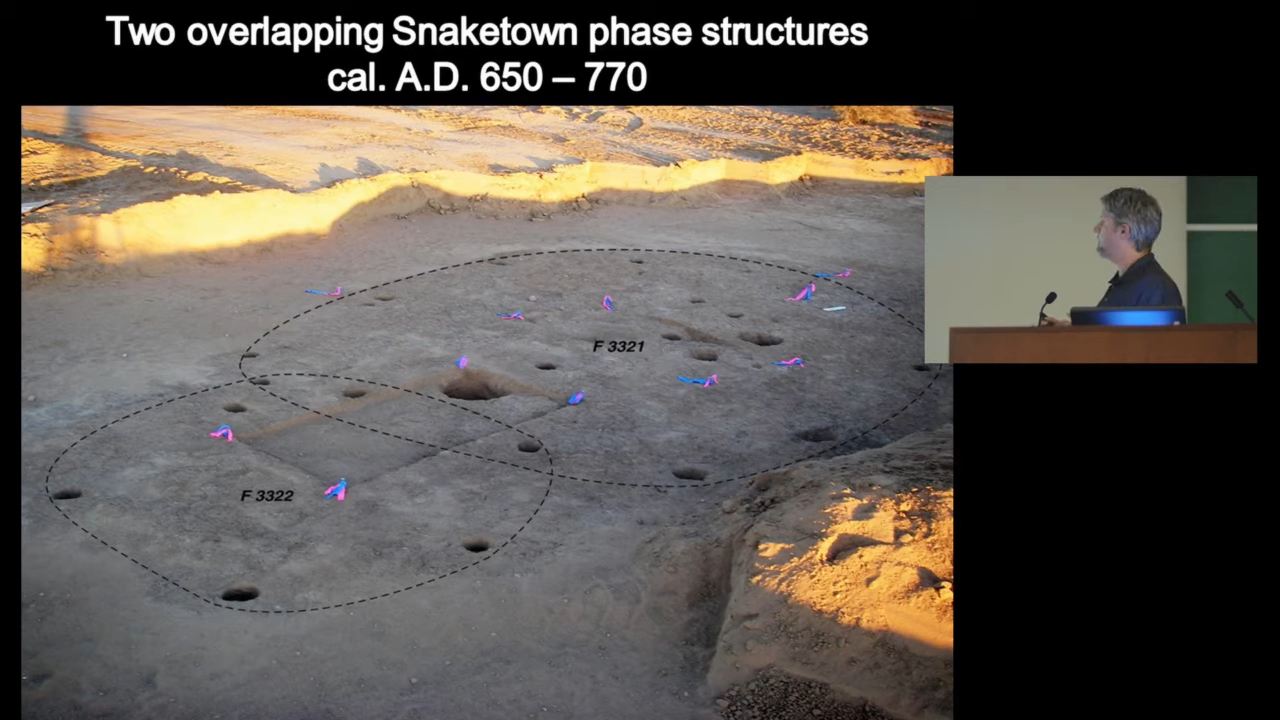 Two overlapping Snaketown phase structures
cal. A.D. 650 – 770
F 3321
F 3322